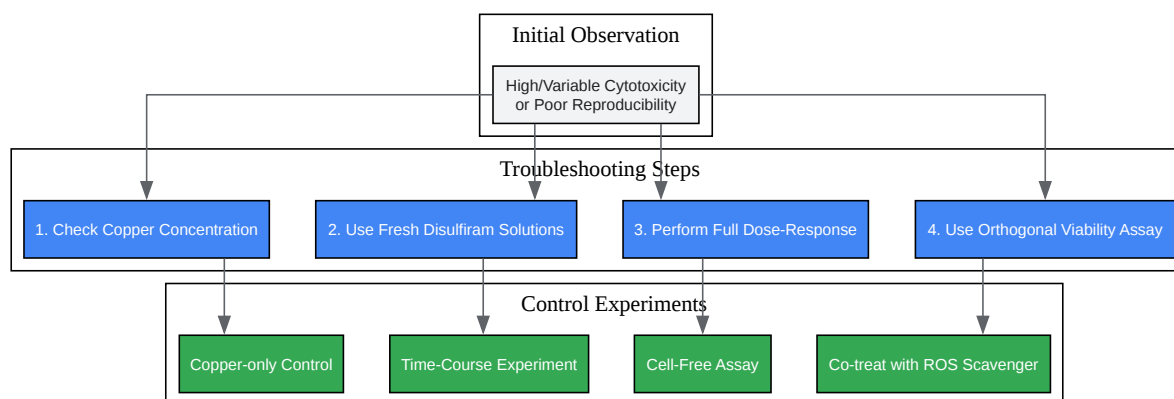 Initial Observation
High/Variable Cytotoxicity
or Poor Reproducibility
Troubleshooting Steps
1. Check Copper Concentration
2. Use Fresh Disulfiram Solutions
3. Perform Full Dose-Response
4. Use Orthogonal Viability Assay
Control Experiments
Copper-only Control
Time-Course Experiment
Cell-Free Assay
Co-treat with ROS Scavenger